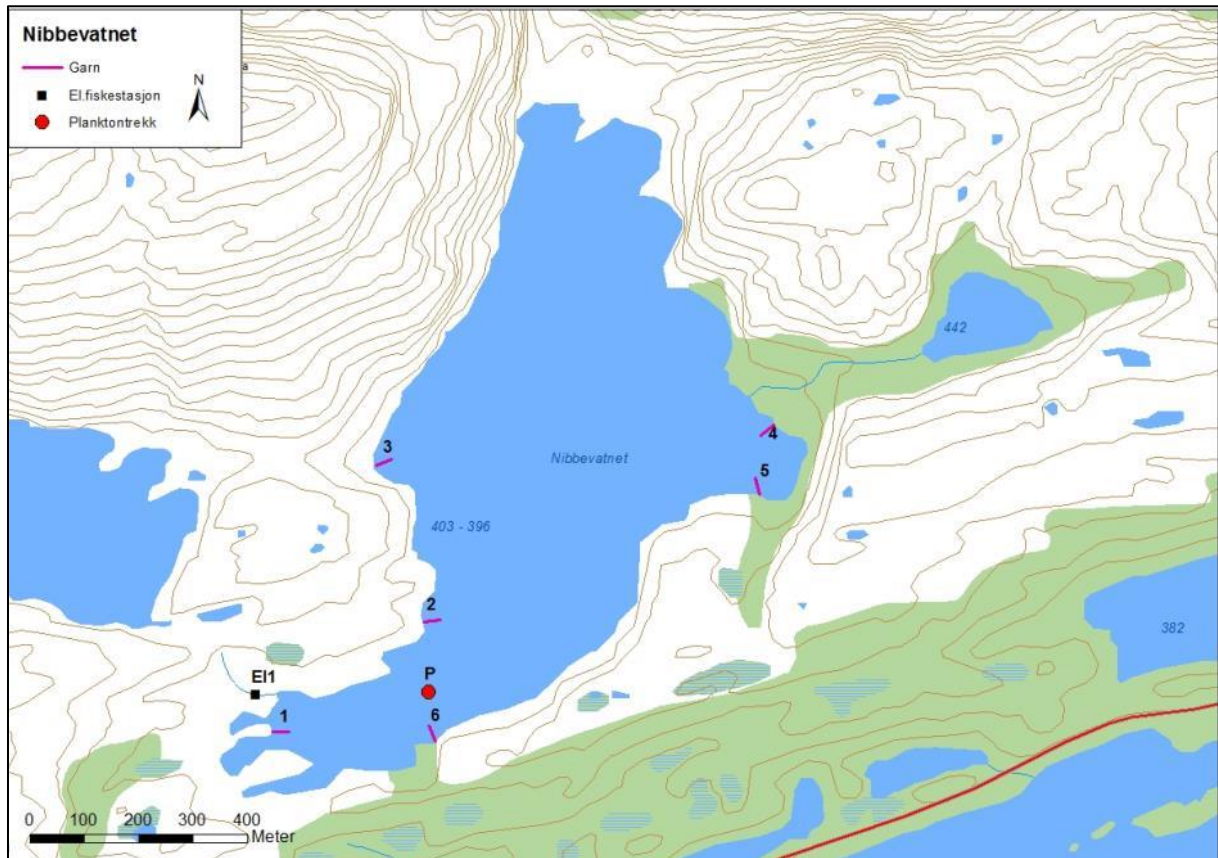 Nibbevatnet
Garn
a
N
El.fiskestasjon
Planktontrekk
442
4
3
Nibbevatnet
5
403 - 396
2
382
P
El1
1
6
0 100 200 300 400
Meter